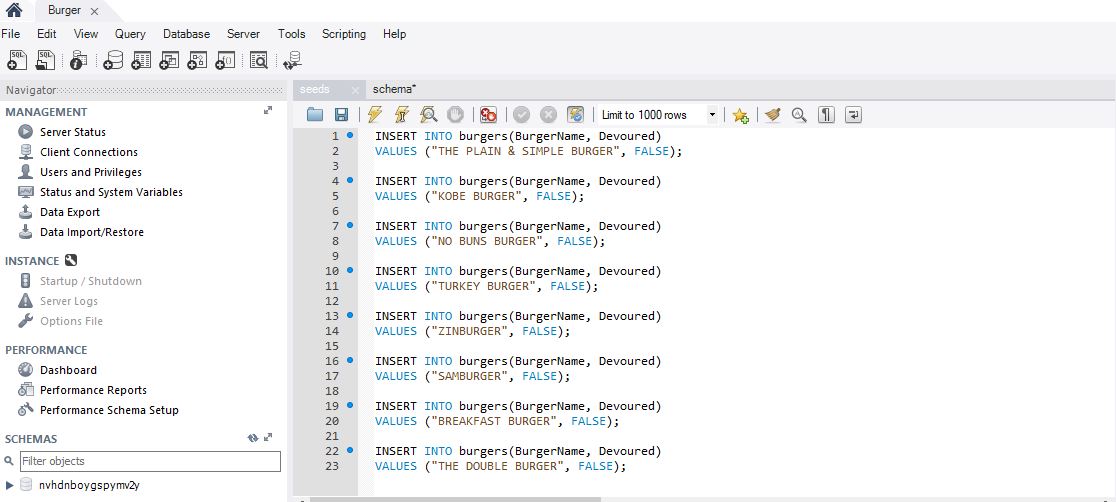 Burger
File Edit View Query Database Server Tools Scripting Help
SQL SQL
Navigator
MANAGEMENT
Server Status
Client Connections
Users and Privileges
Status and System Variables
Data Export
Data Import/Restore
INSTANCE
Startup / Shutdown
Server Logs
Options File
PERFORMANCE
Dashboard
Performance Reports
Performance Schema Setup
SCHEMAS
Filter objects
nvhdnboygspymv2y
seeds schema*
Limit to 1000 rows
1 INSERT INTO burgers(BurgerName, Devoured)
2 VALUES ("THE PLAIN & SIMPLE BURGER", FALSE);
3
4 INSERT INTO burgers(BurgerName, Devoured)
5 VALUES ("KOBE BURGER", FALSE);
6
7 INSERT INTO burgers(BurgerName, Devoured)
8 VALUES ("NO BUNS BURGER", FALSE);
9
10 INSERT INTO burgers(BurgerName, Devoured)
11 VALUES ("TURKEY BURGER", FALSE);
12
13 INSERT INTO burgers(BurgerName, Devoured)
14 VALUES ("ZINBURGER", FALSE);
15
16 INSERT INTO burgers(BurgerName, Devoured)
17 VALUES ("SAMBURGER", FALSE);
18
19 INSERT INTO burgers(BurgerName, Devoured)
20 VALUES ("BREAKFAST BURGER", FALSE);
21
22 INSERT INTO burgers(BurgerName, Devoured)
23 VALUES ("THE DOUBLE BURGER", FALSE);